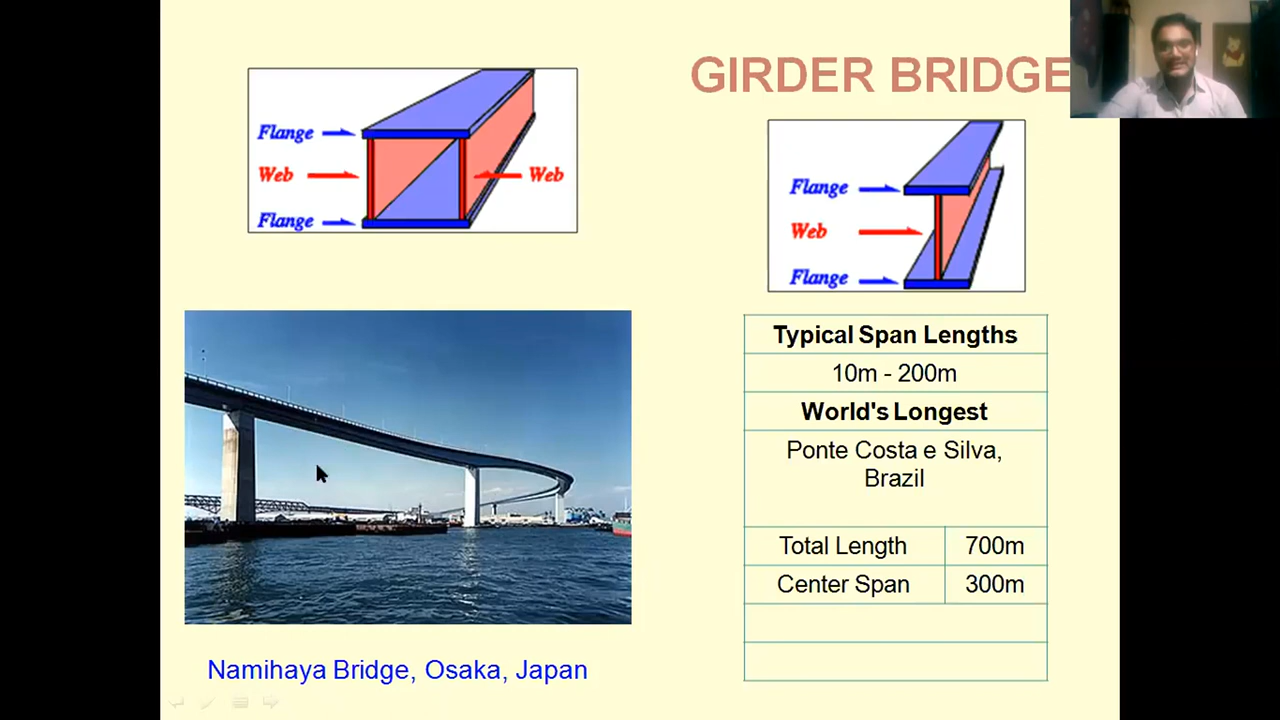 GIRDER BRIDGE
Flange
Web
Web
Flange
Flange
Web
Flange
Typical Span Lengths
10m - 200m
World's Longest
Ponte Costa e Silva,
Brazil
Total Length 700m
Center Span 300m
Namihaya Bridge, Osaka, Japan